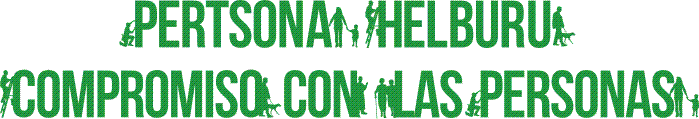 PERTSONA HELBURU
COMPROMISO CON LAS PERSONAS